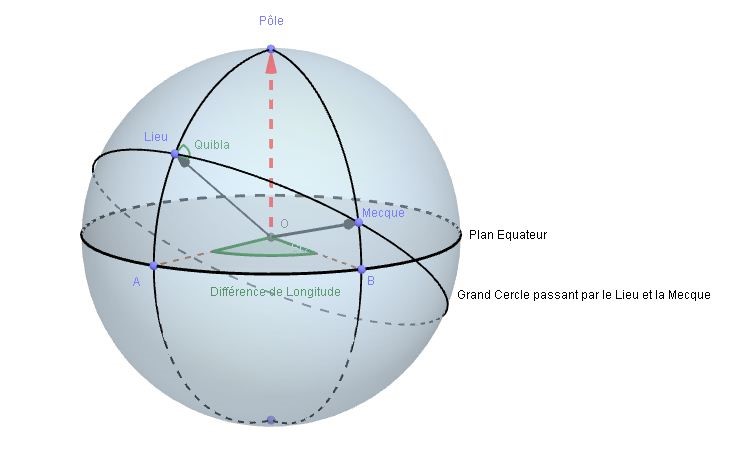 Pôle
Lieu
Quibla
Mecque
O
Plan Equateur
A
B
Différence de Longitude
Grand Cercle passant par le Lieu et la Mecque